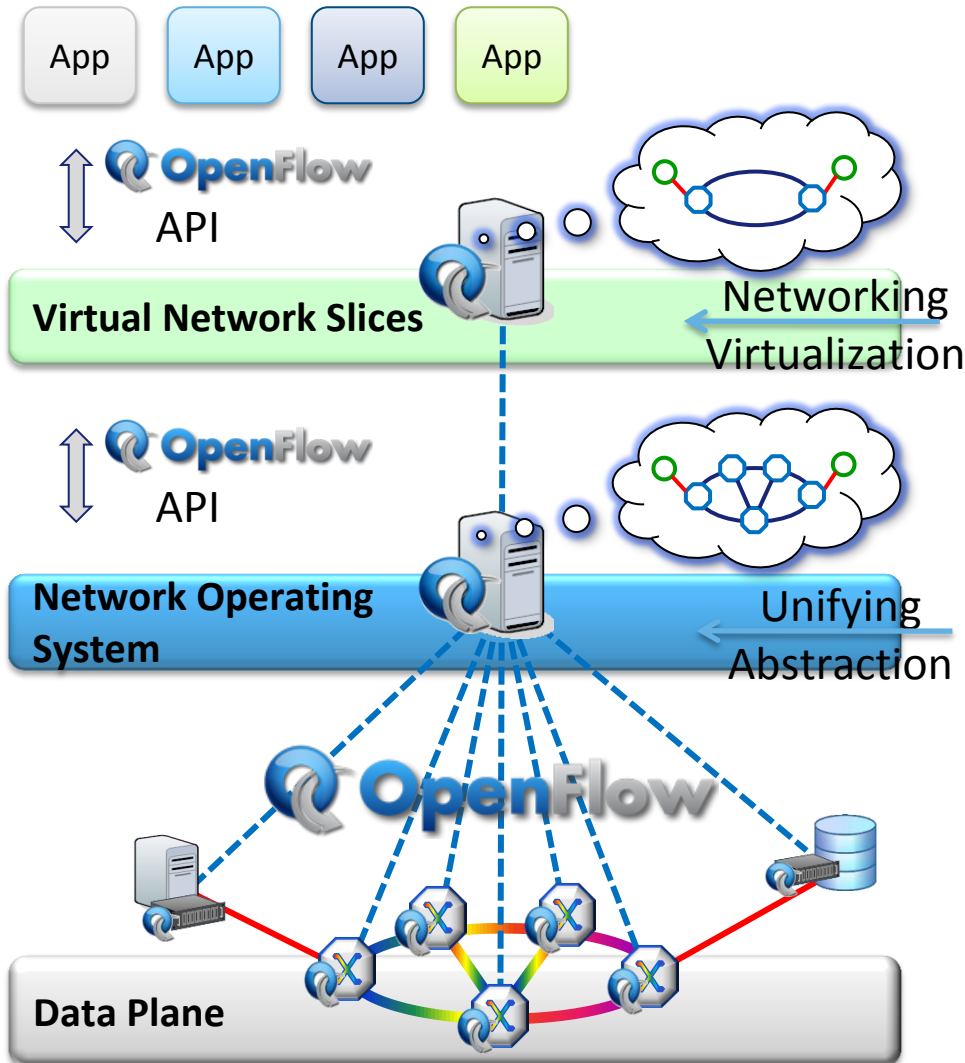 App App App App
OpenFlow
API
Virtual Network Slices
Networking
Virtualization
OpenFlow
API
Network Operating
System
Unifying
Abstraction
OpenFlow
Data Plane